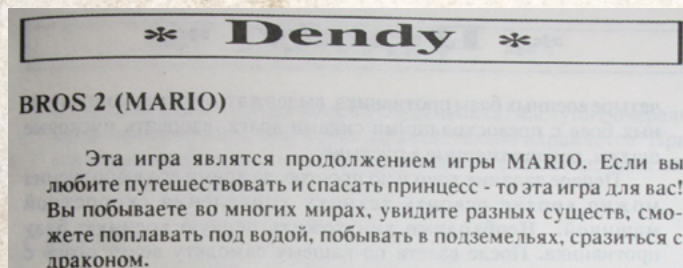 * Dendy *
BROS 2 (MARIO)
Эта игра являтся продолжением игры MARIO. Если вы
любите путешествовать и спасать принцесс - то эта игра для вас!
Вы побываете во многих мирах, увидите разных существ, смо-
жете поплавать под водой, побывать в подземельях, сразиться с
драконом.